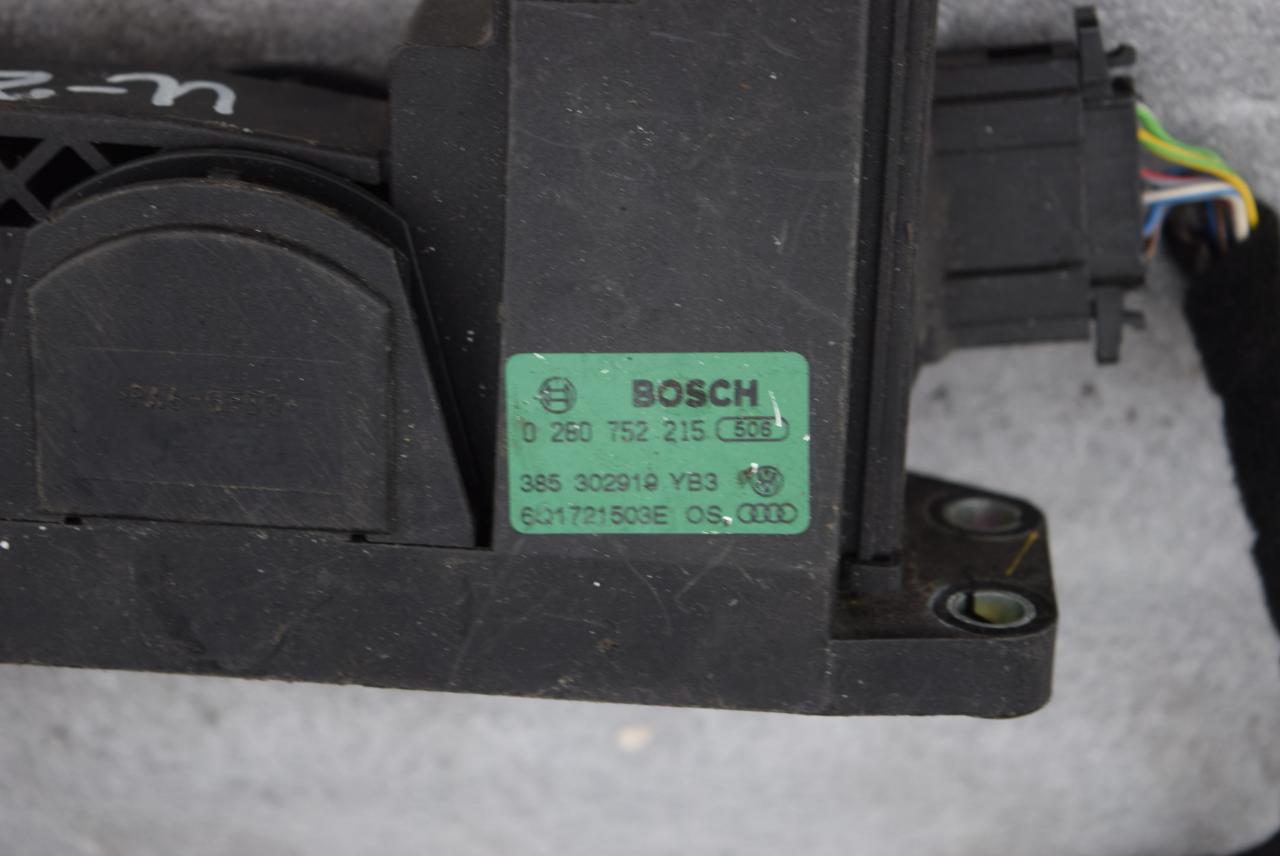 BOSCH
0 280 752 215 506
385 302919 YB3
6Q1721503E OS